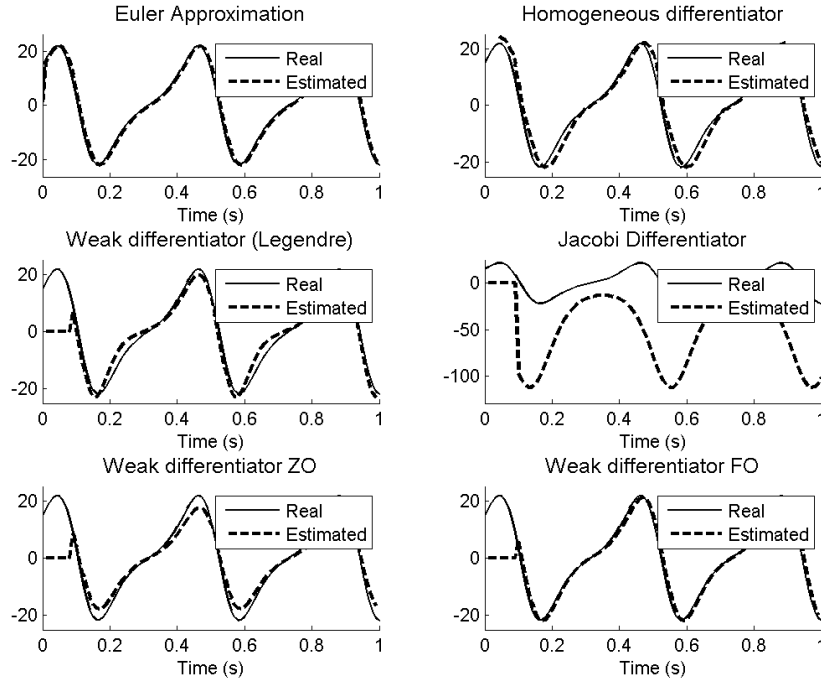 Euler Approximation
20
0
-20
Real
Estimated
0 0.2 0.4 0.6 0.8 1
Time (s)
Homogeneous differentiator
20
0
-20
Real
Estimated
0 0.2 0.4 0.6 0.8 1
Time (s)
Weak differentiator (Legendre)
20
0
-20
Real
Estimated
0 0.2 0.4 0.6 0.8 1
Time (s)
Jacobi Differentiator
0
-50
-100
Real
Estimated
0 0.2 0.4 0.6 0.8 1
Time (s)
Weak differentiator ZO
20
0
-20
Real
Estimated
0 0.2 0.4 0.6 0.8 1
Time (s)
Weak differentiator FO
20
0
-20
Real
Estimated
0 0.2 0.4 0.6 0.8 1
Time (s)